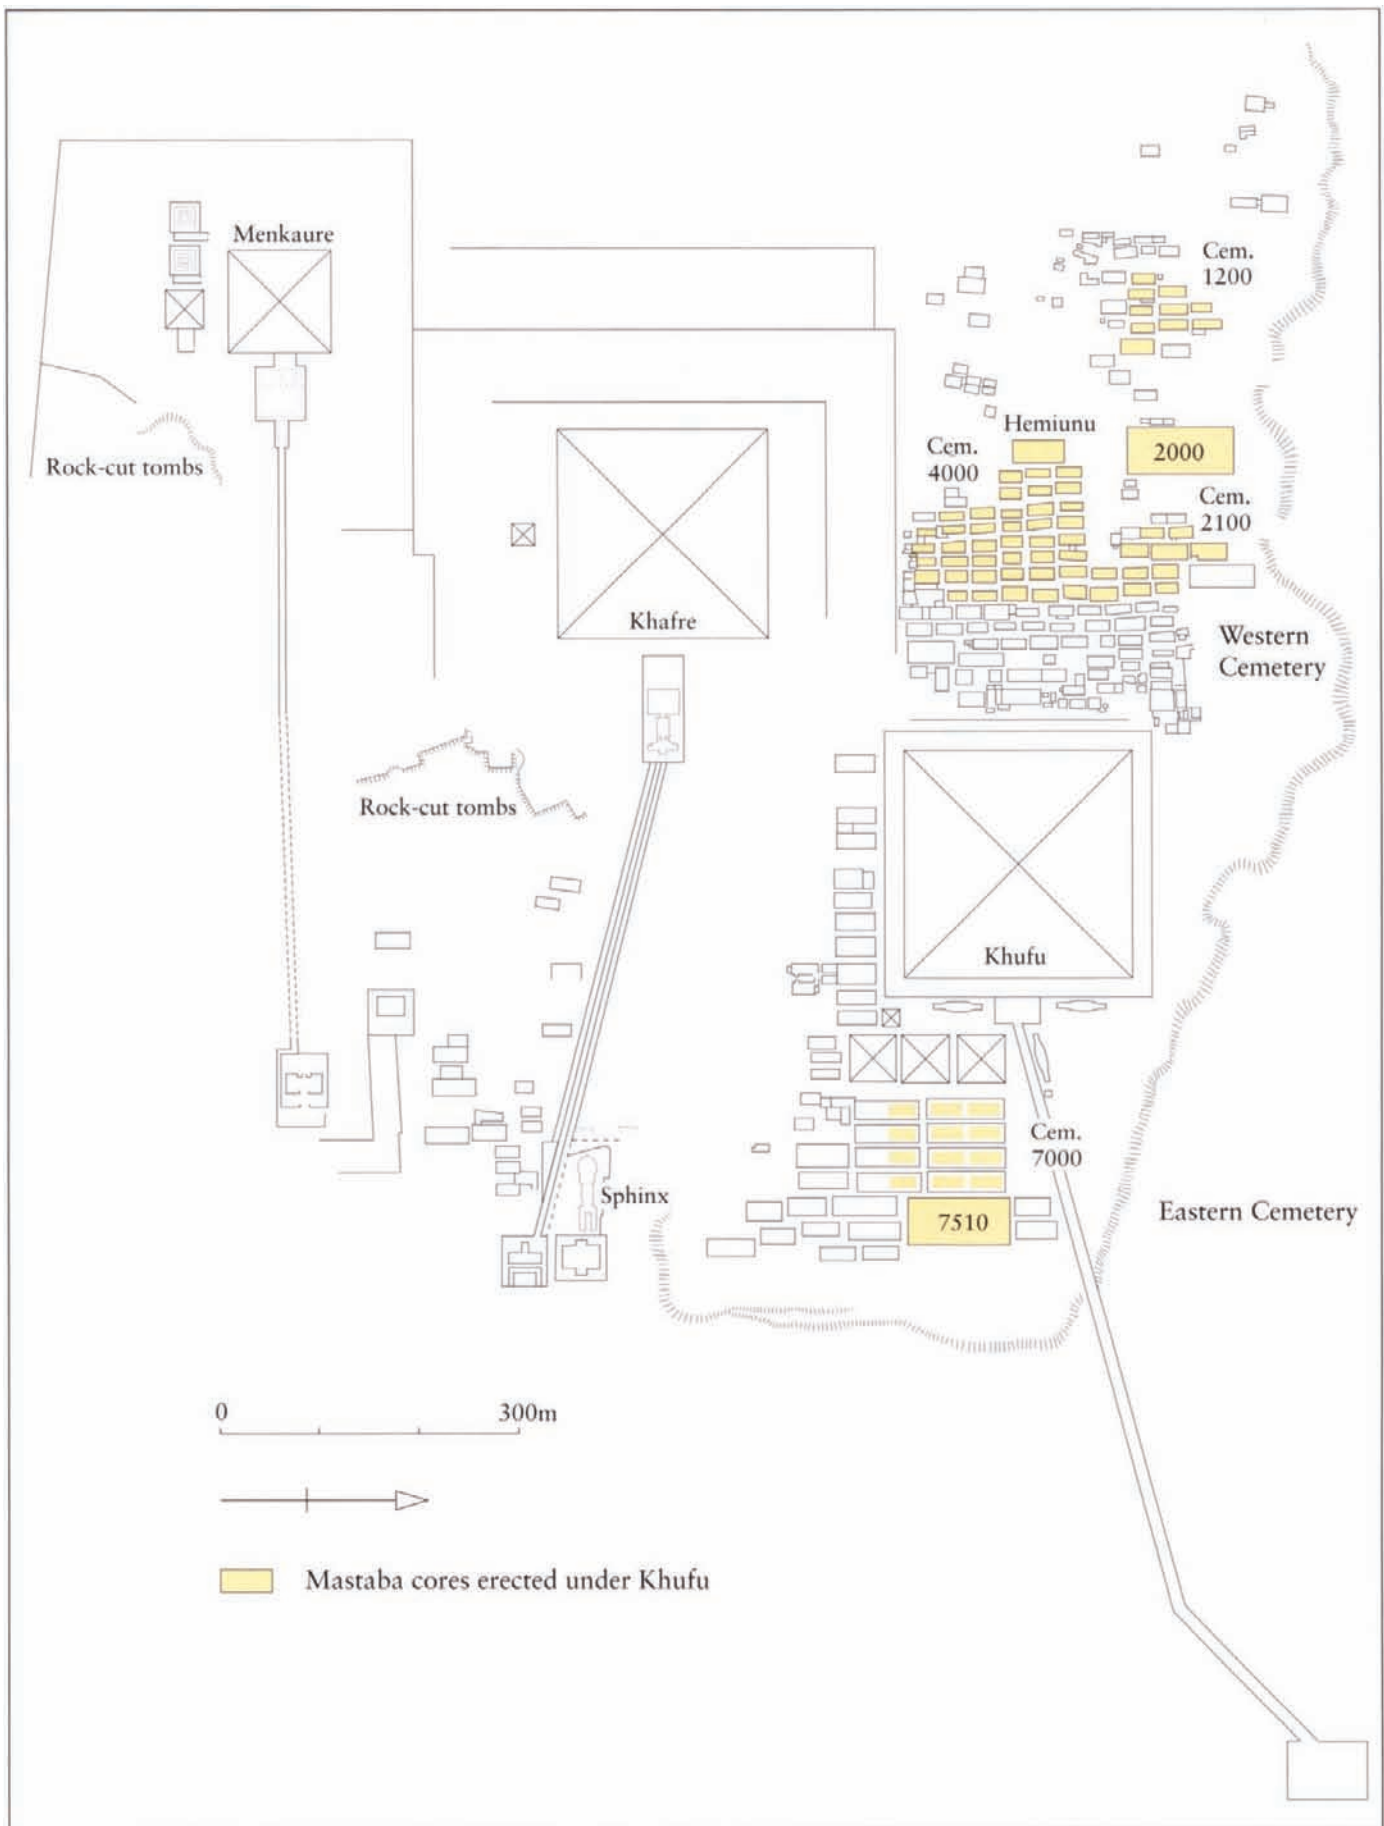 Menkaure
Cem.
1200
Rock-cut tombs
Hemiunu
Cem.
4000
2000
Cem.
2100
Khafre
Western
Cemetery
Rock-cut tombs
Khufu
Cem.
7000
Sphinx
7510
Eastern Cemetery
0 300m
Mastaba cores erected under Khufu